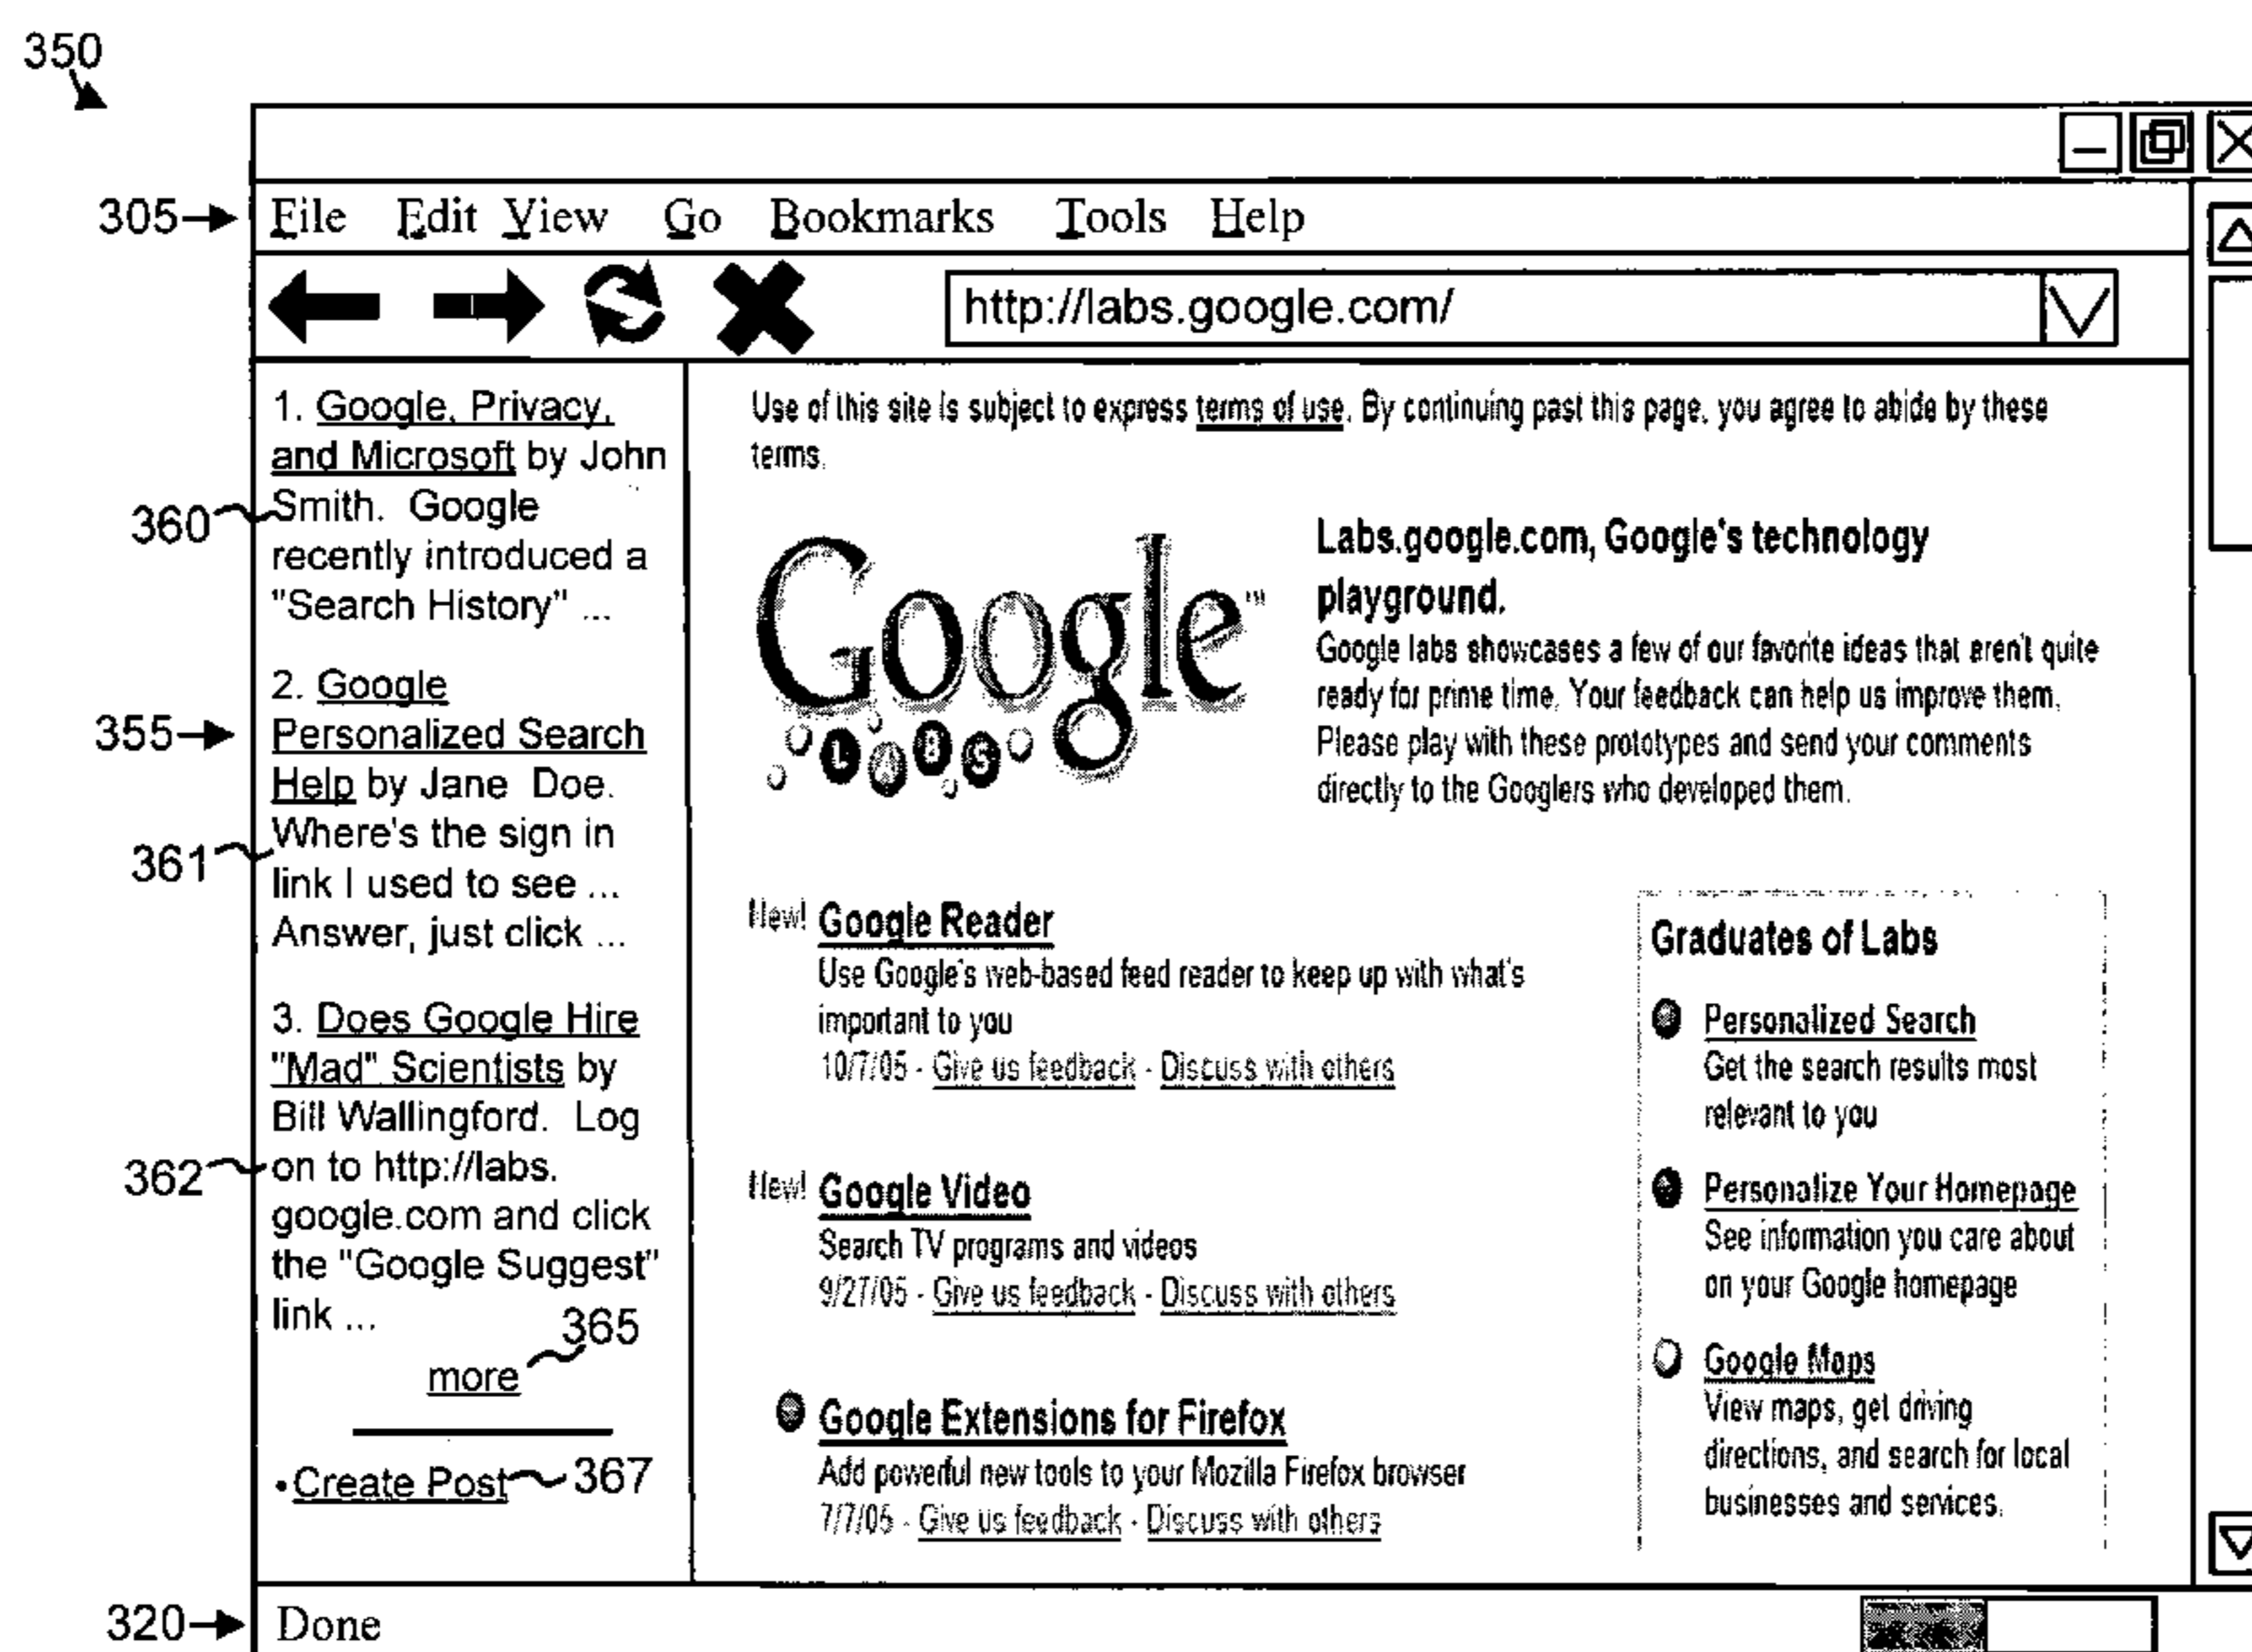 350
305
File Edit View Go Bookmarks Tools Help
http://labs.google.com/
1. Google, Privacy,
and Microsoft by John
Smith. Google
recently introduced a
"Search History" ...
360
2. Google
Personalized Search
Help by Jane Doe.
Where's the sign in
link I used to see ...
Answer, just click ...
355
361
3. Does Google Hire
"Mad" Scientists by
Bill Wallingford. Log
on to http://labs.
google.com and click
the "Google Suggest"
link ...
362
365
more
• Create Post
367
Use of this site is subject to express terms of use. By continuing past this page, you agree to abide by these
terms.
Google™
LABS
Labs.google.com, Google's technology
playground.
Google labs showcases a few of our favorite ideas that aren't quite
ready for prime time. Your feedback can help us improve them.
Please play with these prototypes and send your comments
directly to the Googlers who developed them.
New! Google Reader
Use Google's web-based feed reader to keep up with what's
important to you
10/7/05 - Give us feedback - Discuss with others
New! Google Video
Search TV programs and videos
9/27/05 - Give us feedback - Discuss with others
Google Extensions for Firefox
Add powerful new tools to your Mozilla Firefox browser
7/7/05 - Give us feedback - Discuss with others
Graduates of Labs
Personalized Search
Get the search results most
relevant to you
Personalize Your Homepage
See information you care about
on your Google homepage
Google Maps
View maps, get driving
directions, and search for local
businesses and services.
320
Done